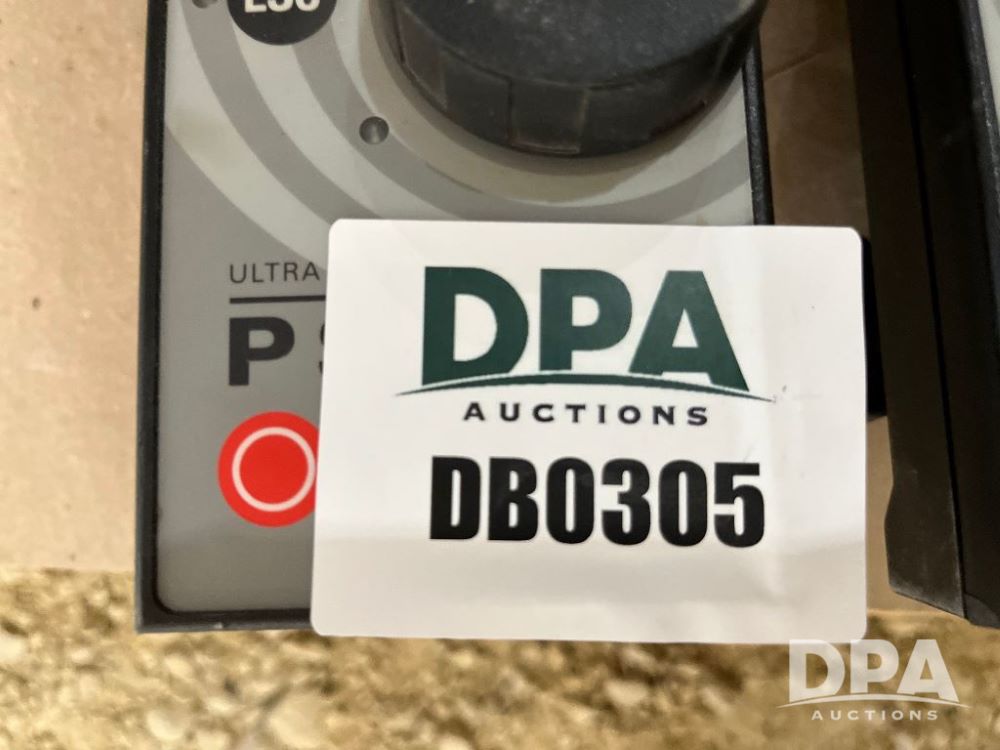 ESC
ULTRA
P
DPA
AUCTIONS
DB0305
DPA
AUCTIONS